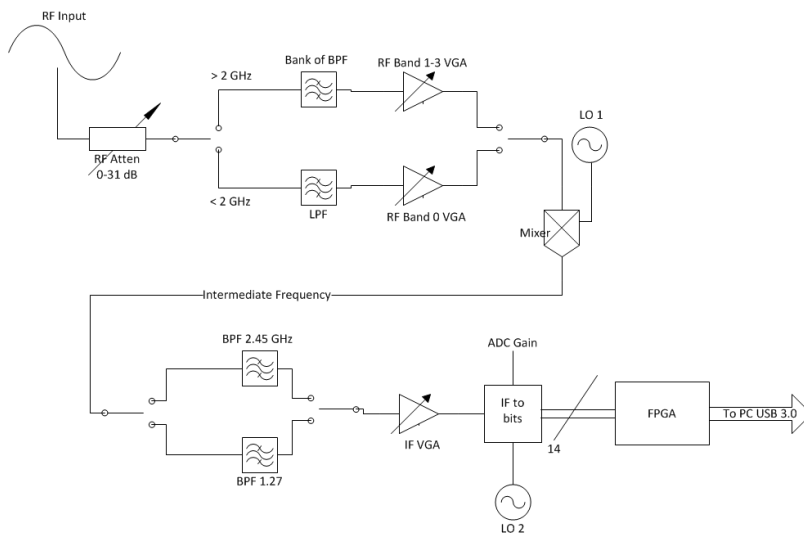 RF Input
> 2 GHz
Bank of BPF
RF Band 1-3 VGA
LO 1
RF Atten
0-31 dB
< 2 GHz
LPF
RF Band 0 VGA
Mixer
Intermediate Frequency
BPF 2.45 GHz
ADC Gain
IF to
bits
FPGA
To PC USB 3.0
IF VGA
14
BPF 1.27
LO 2